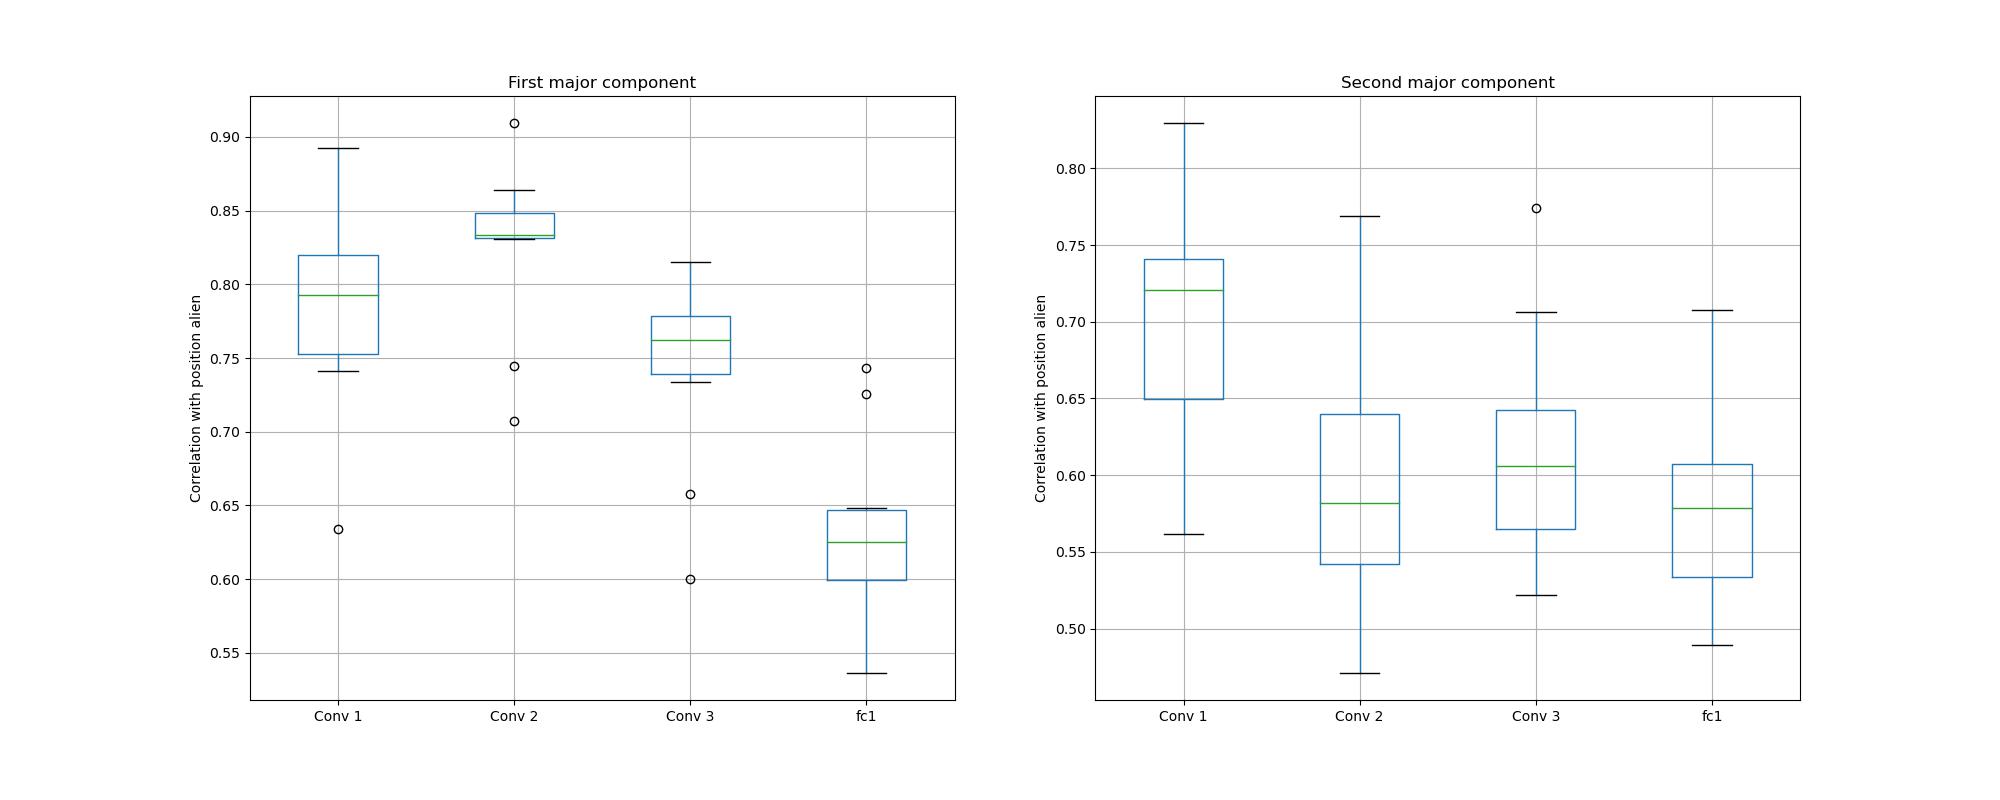 First major component
Correlation with position alien
0.90
0.85
0.80
0.75
0.70
0.65
0.60
0.55
Conv 1 Conv 2 Conv 3 fc1
Second major component
Correlation with position alien
0.80
0.75
0.70
0.65
0.60
0.55
0.50
Conv 1 Conv 2 Conv 3 fc1